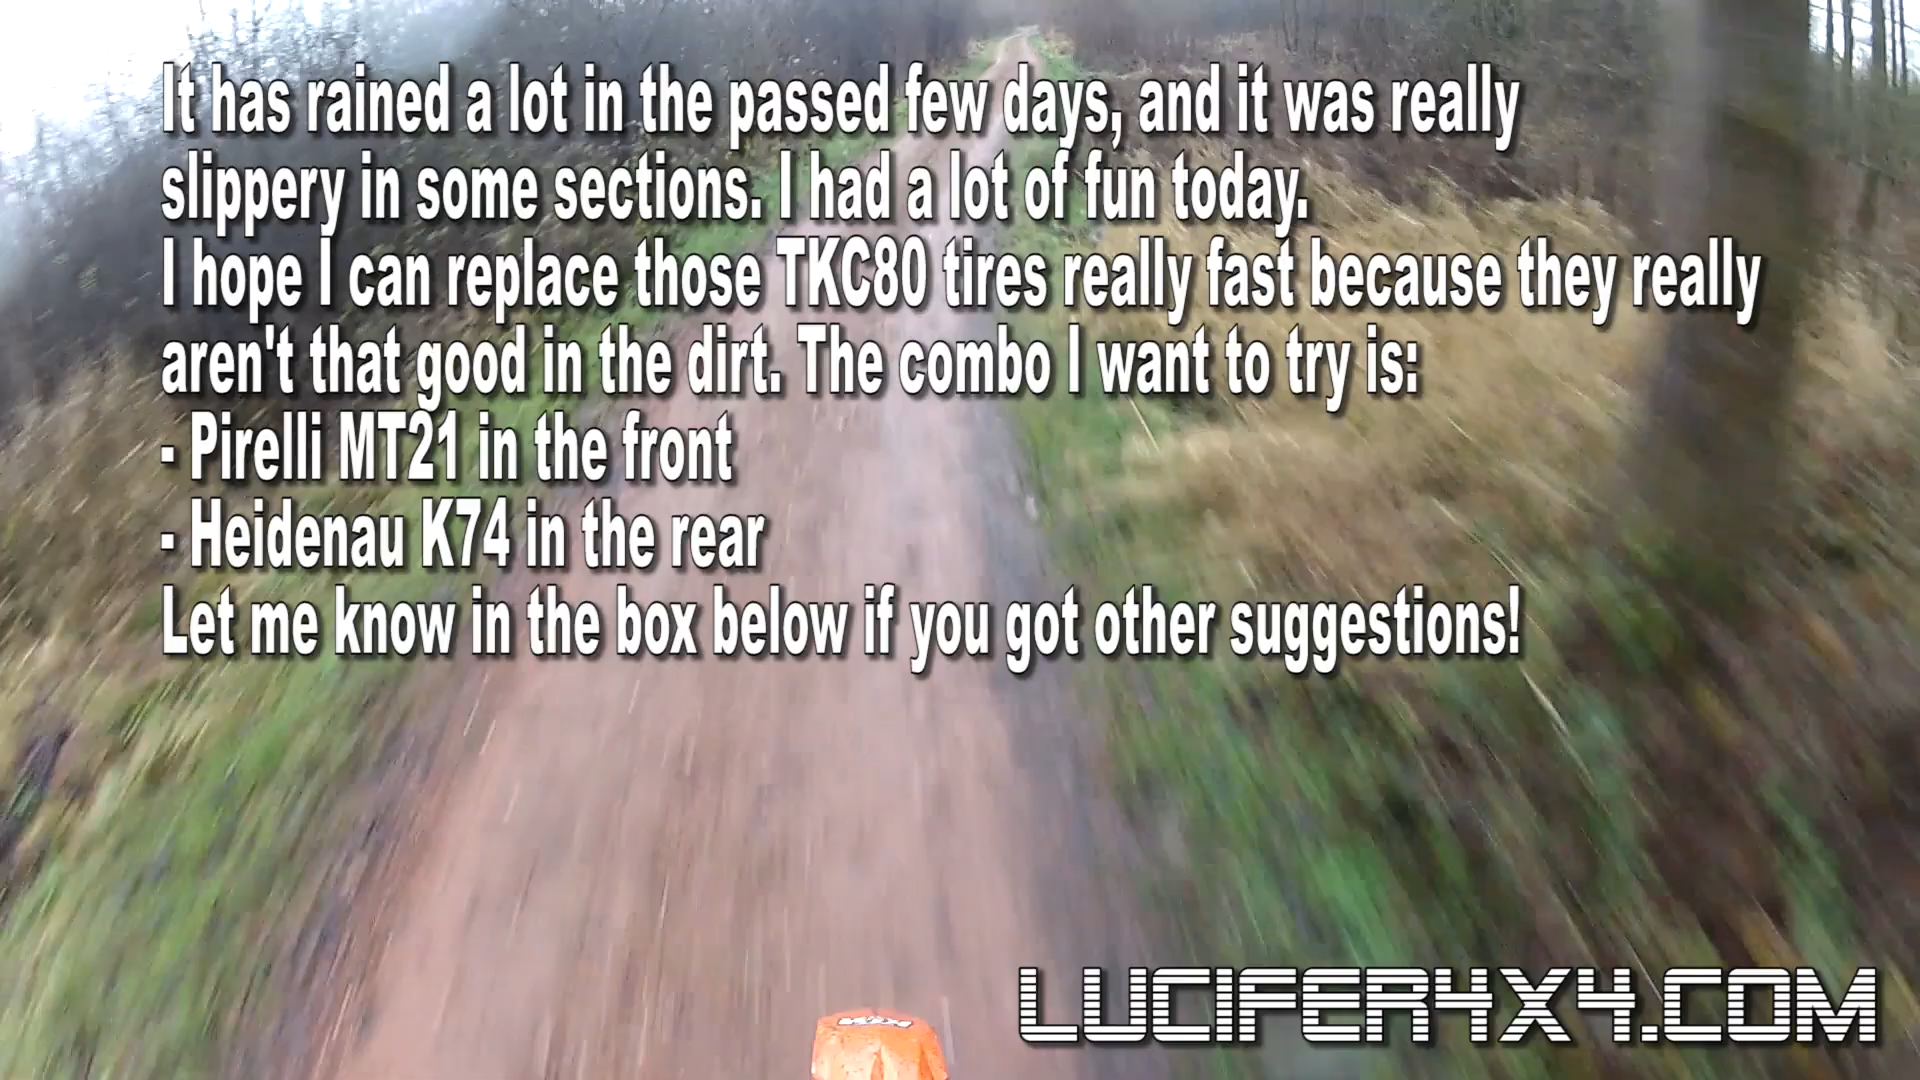 It has rained a lot in the passed few days, and it was really
slippery in some sections. I had a lot of fun today.
I hope I can replace those TKC80 tires really fast because they really
aren't that good in the dirt. The combo I want to try is:
- Pirelli MT21 in the front
- Heidenau K74 in the rear
Let me know in the box below if you got other suggestions!
LUCIFER4X4.COM
KTM